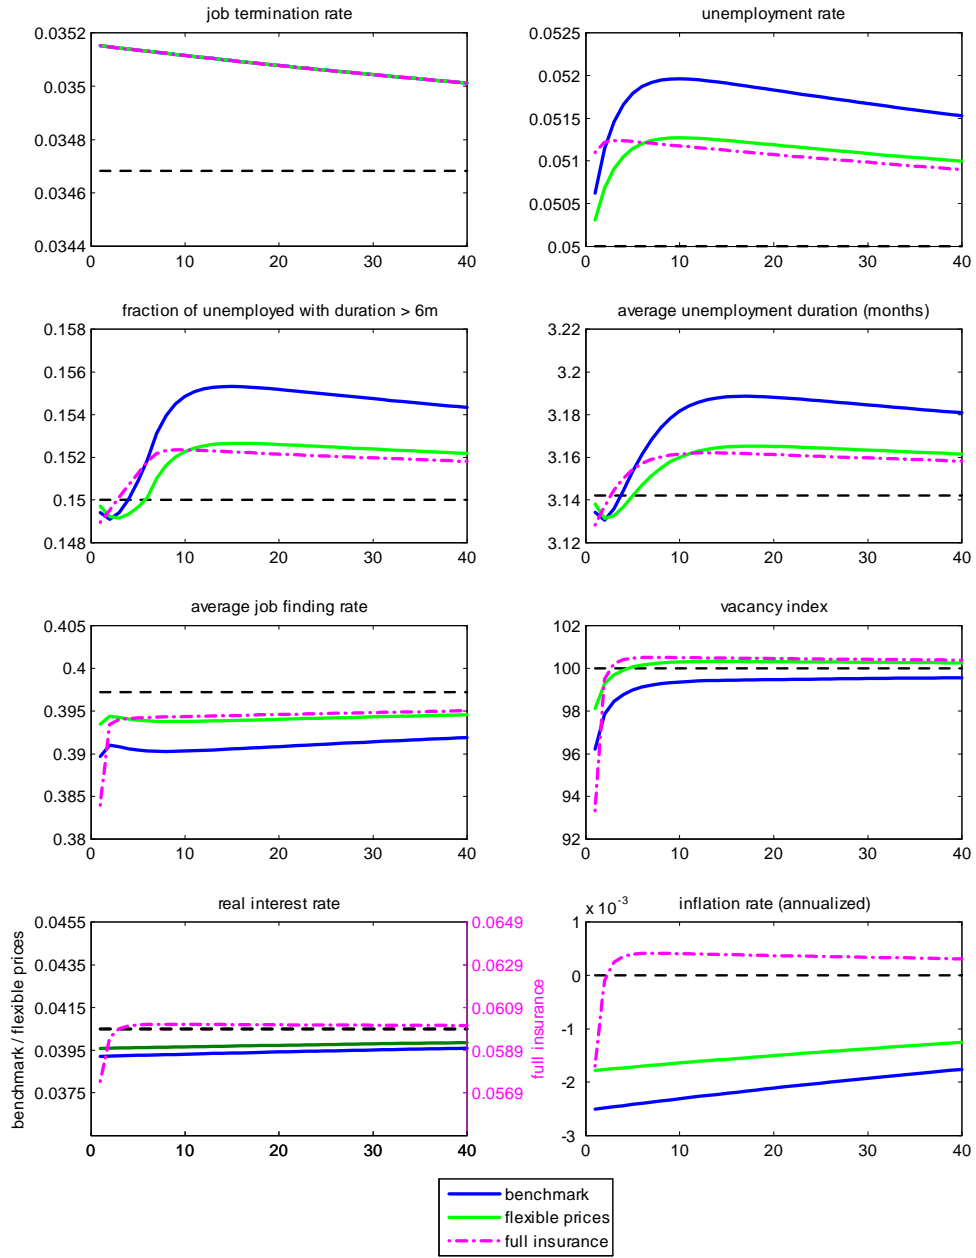 job termination rate
0.0352
0.035
0.0348
0.0346
0.0344
0 10 20 30 40
unemployment rate
0.0525
0.052
0.0515
0.051
0.0505
0.05
0 10 20 30 40
fraction of unemployed with duration > 6m
0.158
0.156
0.154
0.152
0.15
0.148
0 10 20 30 40
average unemployment duration (months)
3.22
3.2
3.18
3.16
3.14
3.12
0 10 20 30 40
average job finding rate
0.405
0.4
0.395
0.39
0.385
0.38
0 10 20 30 40
vacancy index
102
100
98
96
94
92
0 10 20 30 40
real interest rate
benchmark / flexible prices
0.0455
0.0435
0.0415
0.0395
0.0375
0 10 20 30 40
0.0649
0.0629
0.0609
0.0589
0.0569
full insurance
inflation rate (annualized)
x 10-3
1
0
-1
-2
-3
0 10 20 30 40
benchmark
flexible prices
full insurance